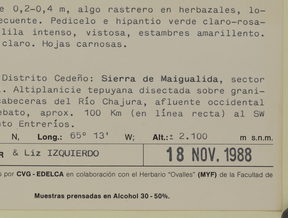 e 0,2-0,4 m, algo rastrero en herbazales, lo-
ecuente. Pedicelo e hipantio verde claro-rosa-
lila intenso, vistosa, estambres amarillento.
claro. Hojas carnosas.
Distrito Cedeño: Sierra de Maigualida, sector
. Altiplanicie tepuyana disectada sobre grani-
cabeceras del Río Chajura, afluente occidental
ebato, aprox. 100 Km (en línea recta) al SW
nto Entreríos.
N, Long.: 65° 13' W; Alt.: ± 2.100 m s.n.m.
R & Liz IZQUIERDO 18 NOV. 1988
o por CVG - EDELCA en colaboración con el Herbario "Ovalles" (MYF) de la Facultad de
Muestras prensadas en Alcohol 30 - 50%.